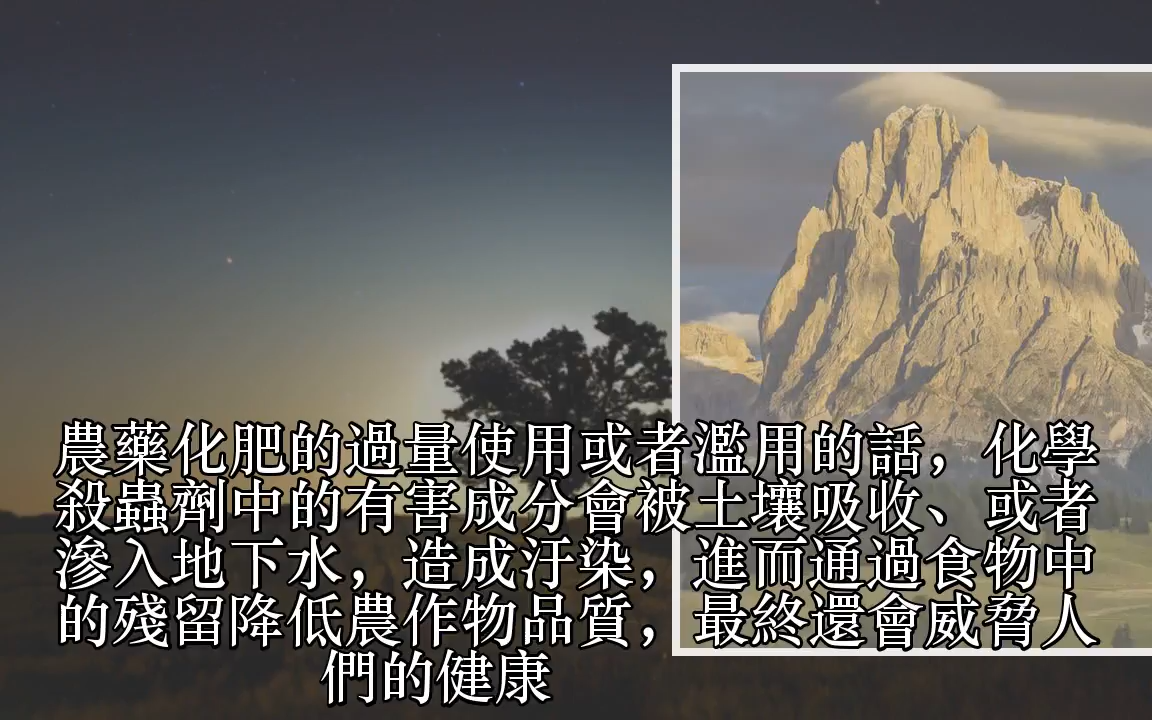 農藥化肥的過量使用或者濫用的話，化學
殺蟲劑中的有害成分會被土壤吸收、或者
滲入地下水，造成汙染，進而通過食物中
的殘留降低農作物品質，最終還會威脅人
們的健康